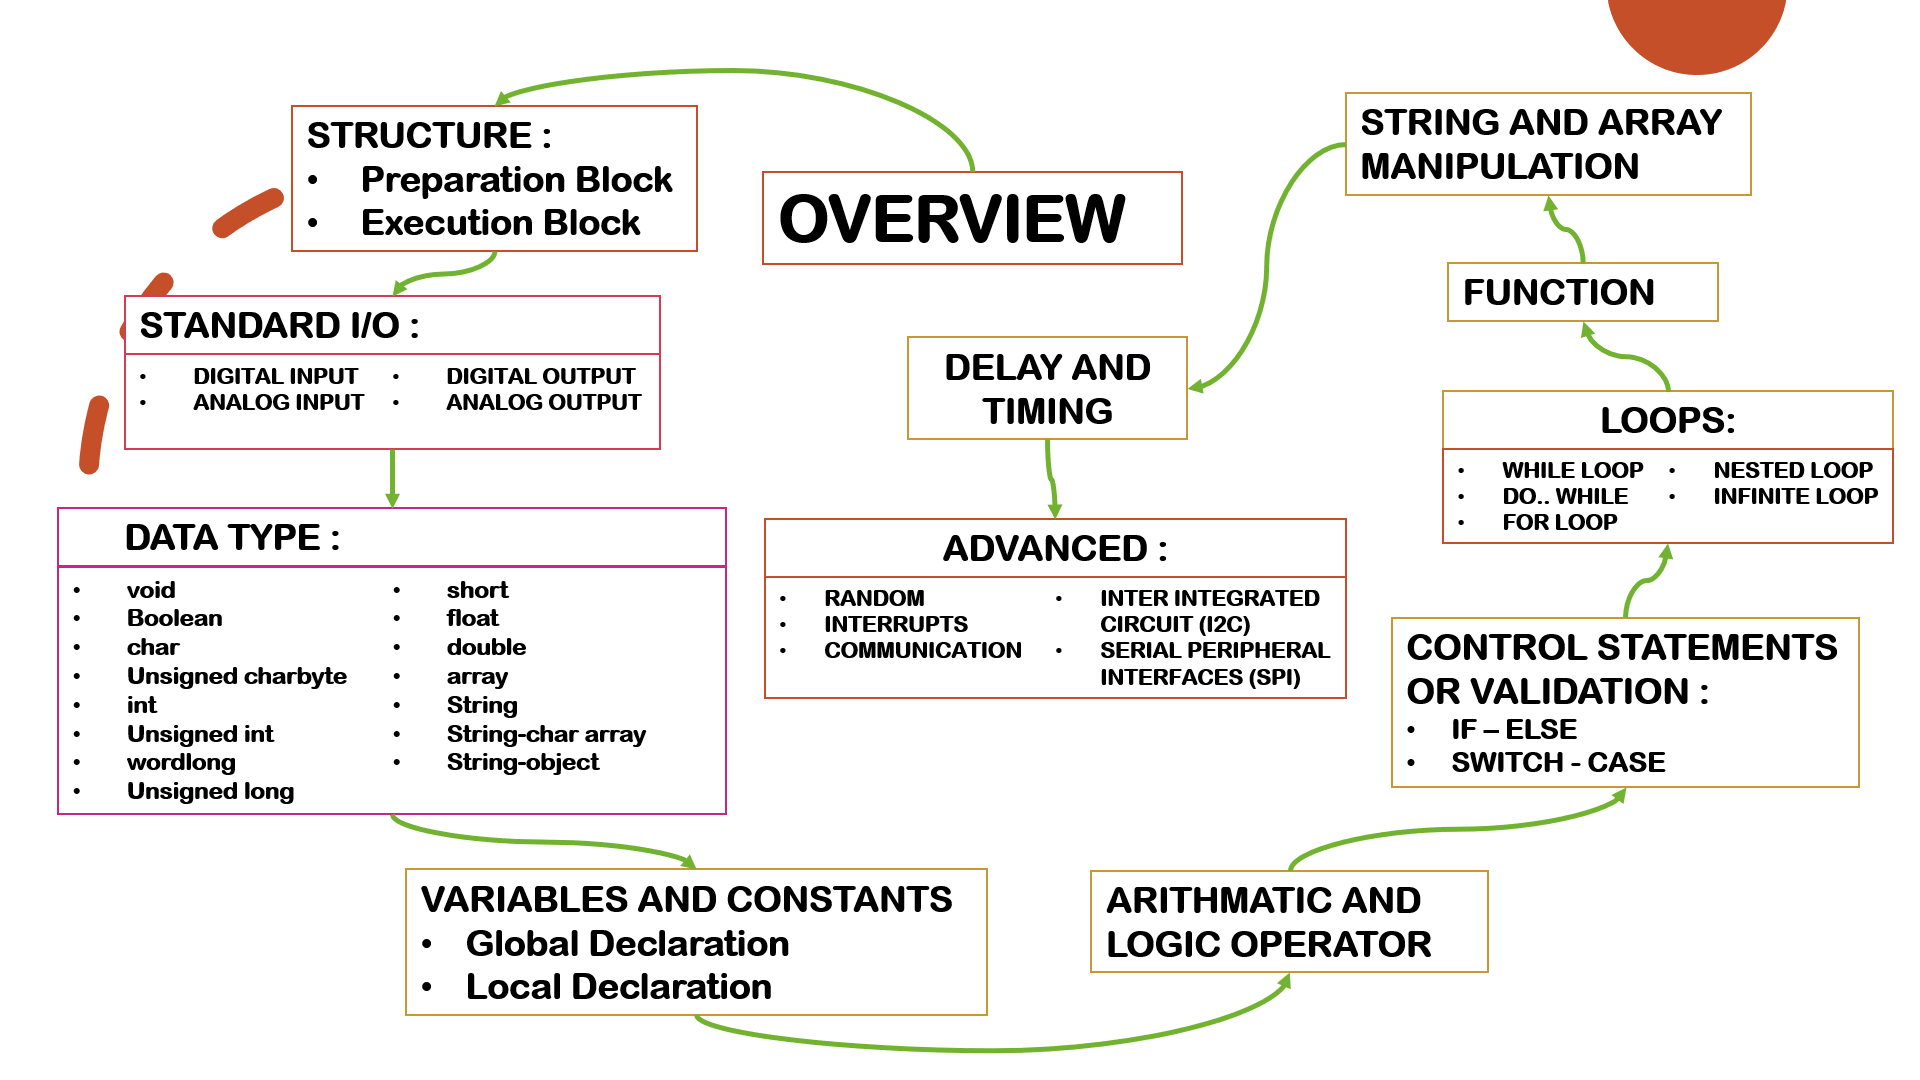 OVERVIEW
STRUCTURE :
• Preparation Block
• Execution Block
STANDARD I/O :
• DIGITAL INPUT
• ANALOG INPUT
• DIGITAL OUTPUT
• ANALOG OUTPUT
DATA TYPE :
• void
• Boolean
• char
• Unsigned charbyte
• int
• Unsigned int
• wordlong
• Unsigned long
• short
• float
• double
• array
• String
• String-char array
• String-object
VARIABLES AND CONSTANTS
• Global Declaration
• Local Declaration
ARITHMATIC AND
LOGIC OPERATOR
CONTROL STATEMENTS
OR VALIDATION :
• IF – ELSE
• SWITCH - CASE
LOOPS:
• WHILE LOOP
• DO.. WHILE
• FOR LOOP
• NESTED LOOP
• INFINITE LOOP
FUNCTION
STRING AND ARRAY
MANIPULATION
DELAY AND
TIMING
ADVANCED :
• RANDOM
• INTERRUPTS
• COMMUNICATION
• INTER INTEGRATED
CIRCUIT (I2C)
• SERIAL PERIPHERAL
INTERFACES (SPI)